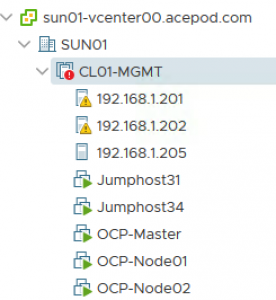 sun01-vcenter00.acepod.com
SUN01
CL01-MGMT
192.168.1.201
192.168.1.202
192.168.1.205
Jumphost31
Jumphost34
OCP-Master
OCP-Node01
OCP-Node02